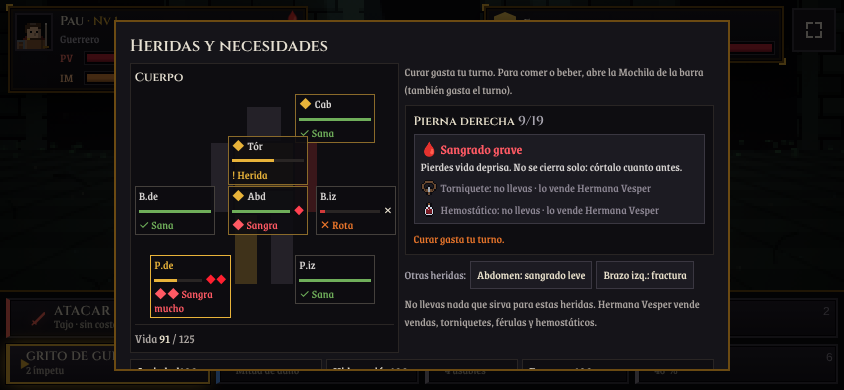 PAU · NV
Guerrero
PV
IM
HERIDAS Y NECESIDADES
CUERPO
Cab
Sana
Tór
! Herida
B.de
Sana
Abd
Sangra
B.iz
Rota
P.de
Sangra mucho
P.iz
Sana
Vida 91 / 125
Curar gasta tu turno. Para comer o beber, abre la Mochila de la barra
(también gasta el turno).
PIERNA DERECHA 9/19
Sangrado grave
Pierdes vida deprisa. No se cierra solo: córtalo cuanto antes.
Torniquete: no llevas · lo vende Hermana Vesper
Hemostático: no llevas · lo vende Hermana Vesper
Curar gasta tu turno.
Otras heridas:
Abdomen: sangrado leve
Brazo izq.: fractura
No llevas nada que sirva para estas heridas. Hermana Vesper vende
vendas, torniquetes, férulas y hemostáticos.
ATACAR
Tajo · sin coste
2
GRITO DE GU
2 ímpetu
6